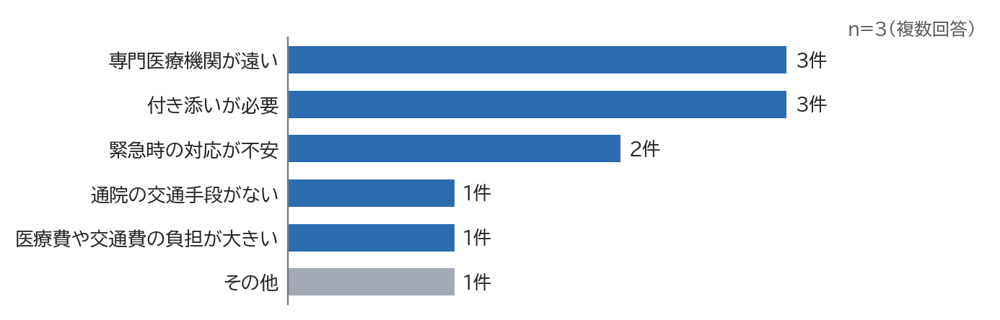 n=3（複数回答）
専門医療機関が遠い 3件
付き添いが必要 3件
緊急時の対応が不安 2件
通院の交通手段がない 1件
医療費や交通費の負担が大きい 1件
その他 1件